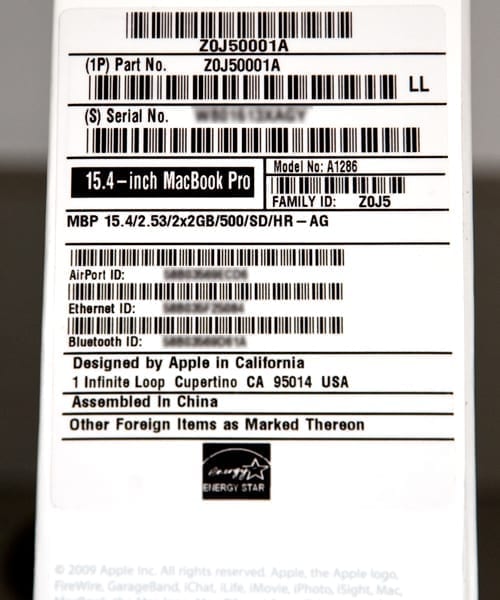 Z0J50001A
(1P) Part No. Z0J50001A
LL
(S) Serial No.
15.4-inch MacBook Pro
Model No: A1286
FAMILY ID: Z0J5
MBP 15.4/2.53/2x2GB/500/SD/HR-AG
AirPort ID:
Ethernet ID:
Bluetooth ID:
Designed by Apple in California
1 Infinite Loop Cupertino CA 95014 USA
Assembled In China
Other Foreign Items as Marked Thereon
energy
ENERGY STAR
© 2009 Apple Inc. All rights reserved. Apple, the Apple logo,
FireWire, GarageBand, iChat, iLife, iMovie, iPhoto, iSight, Mac,